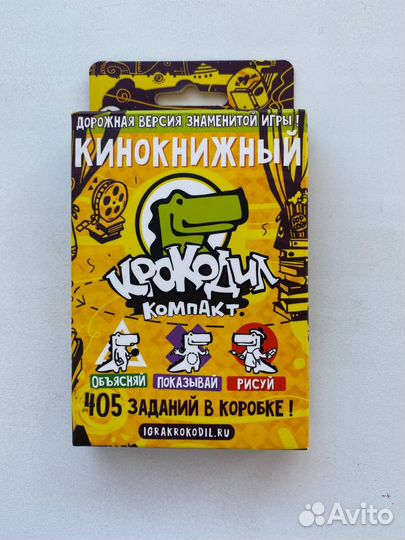 ДОРОЖНАЯ ВЕРСИЯ ЗНАМЕНИТОЙ ИГРЫ!
КИНОКНИЖНЫЙ
КРОКОДИЛ
КОМПАКТ
ОБЪЯСНЯЙ ПОКАЗЫВАЙ РИСУЙ
405 ЗАДАНИЙ В КОРОБКЕ!
IGRAKROKODIL.RU
Avito